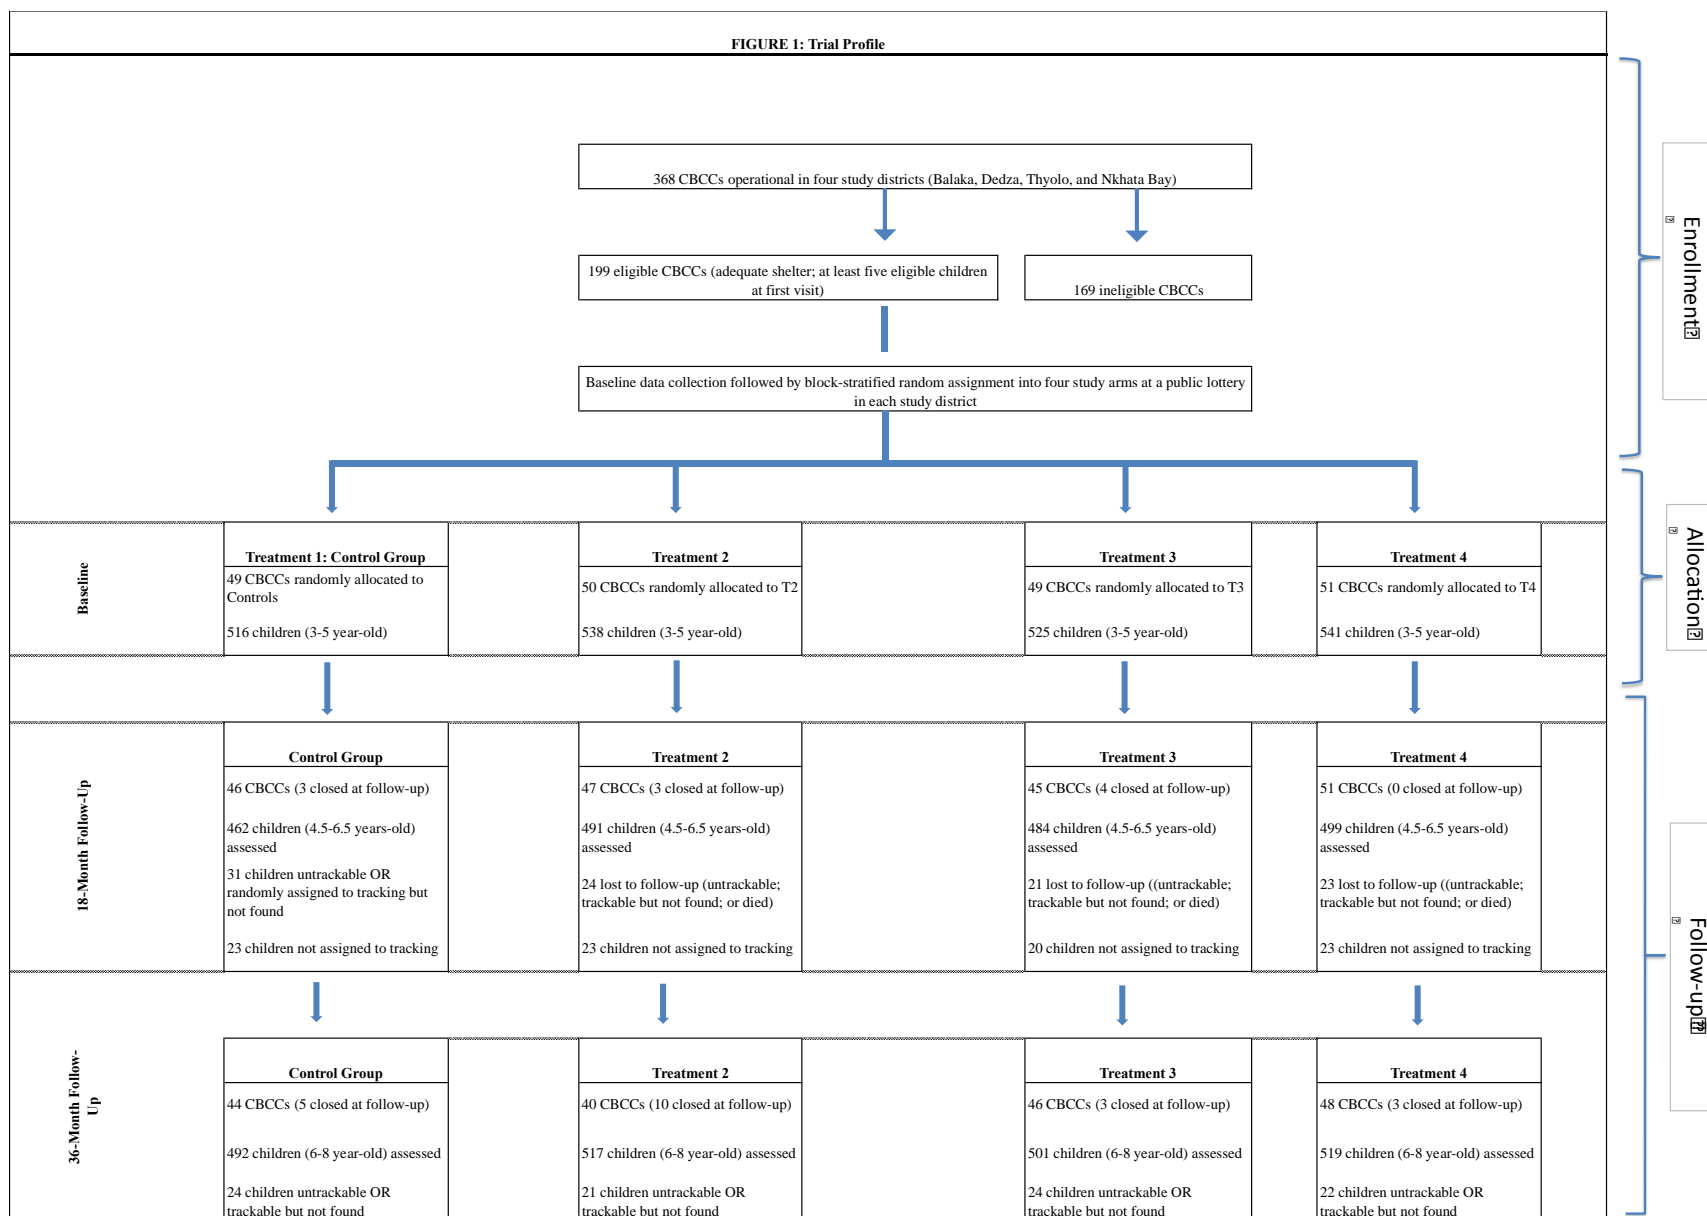 FIGURE 1: Trial Profile
368 CBCCs operational in four study districts (Balaka, Dedza, Thyolo, and Nkhata Bay)
199 eligible CBCCs (adequate shelter; at least five eligible children
at first visit)
169 ineligible CBCCs
Baseline data collection followed by block-stratified random assignment into four study arms at a public lottery
in each study district
Enrollment
Baseline
Treatment 1: Control Group
49 CBCCs randomly allocated to
Controls
516 children (3-5 year-old)
Treatment 2
50 CBCCs randomly allocated to T2
538 children (3-5 year-old)
Treatment 3
49 CBCCs randomly allocated to T3
525 children (3-5 year-old)
Treatment 4
51 CBCCs randomly allocated to T4
541 children (3-5 year-old)
Allocation
18-Month Follow-Up
Control Group
46 CBCCs (3 closed at follow-up)
462 children (4.5-6.5 years-old)
assessed
31 children untrackable OR
randomly assigned to tracking but
not found
23 children not assigned to tracking
Treatment 2
47 CBCCs (3 closed at follow-up)
491 children (4.5-6.5 years-old)
assessed
24 lost to follow-up (untrackable;
trackable but not found; or died)
23 children not assigned to tracking
Treatment 3
45 CBCCs (4 closed at follow-up)
484 children (4.5-6.5 years-old)
assessed
21 lost to follow-up ((untrackable;
trackable but not found; or died)
20 children not assigned to tracking
Treatment 4
51 CBCCs (0 closed at follow-up)
499 children (4.5-6.5 years-old)
assessed
23 lost to follow-up ((untrackable;
trackable but not found; or died)
23 children not assigned to tracking
Follow-up
36-Month Follow-
Up
Control Group
44 CBCCs (5 closed at follow-up)
492 children (6-8 year-old) assessed
24 children untrackable OR
trackable but not found
Treatment 2
40 CBCCs (10 closed at follow-up)
517 children (6-8 year-old) assessed
21 children untrackable OR
trackable but not found
Treatment 3
46 CBCCs (3 closed at follow-up)
501 children (6-8 year-old) assessed
24 children untrackable OR
trackable but not found
Treatment 4
48 CBCCs (3 closed at follow-up)
519 children (6-8 year-old) assessed
22 children untrackable OR
trackable but not found